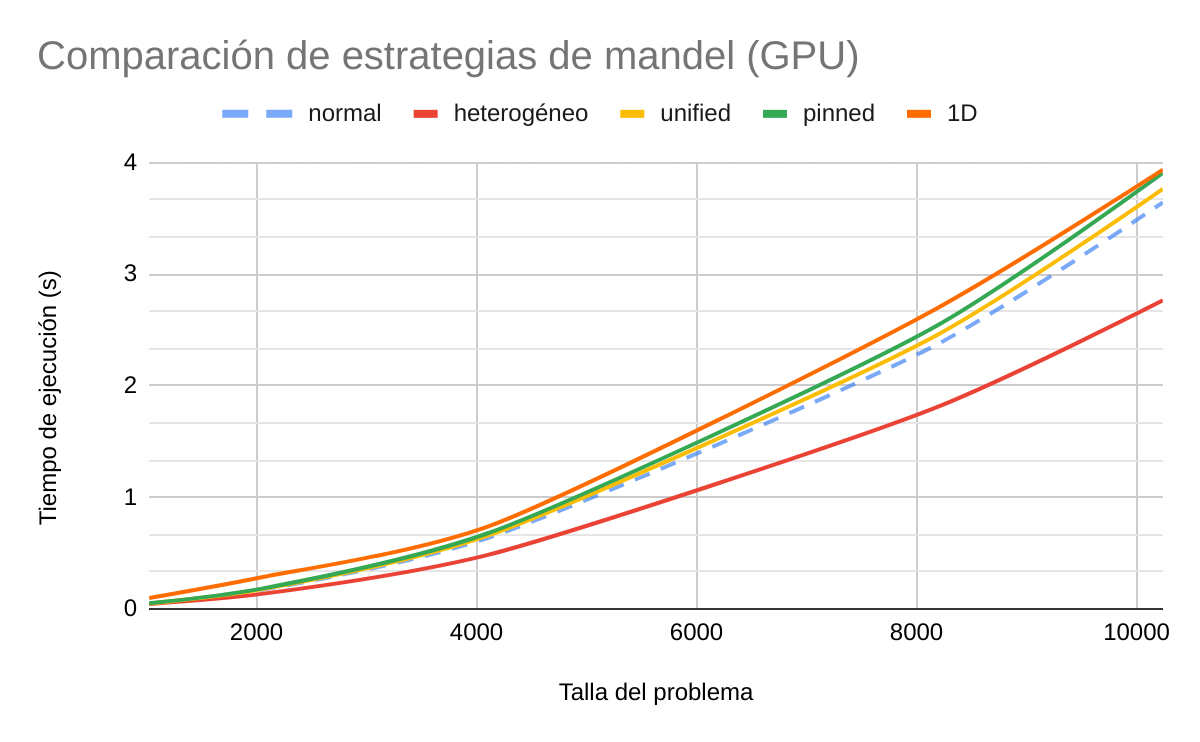 Comparación de estrategias de mandel (GPU)
normal heterogéneo unified pinned 1D
4
3
2
1
0
Tiempo de ejecución (s)
2000 4000 6000 8000 10000
Talla del problema